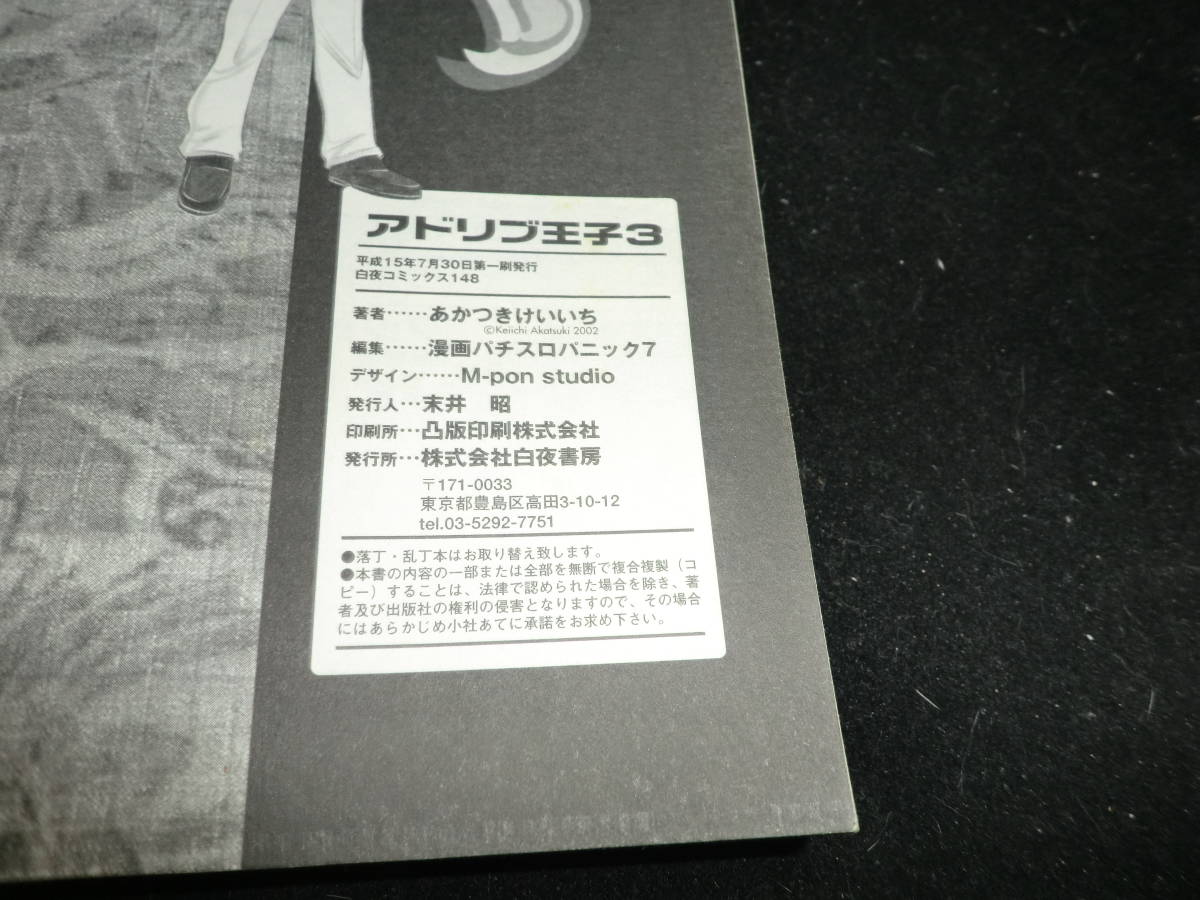 アドリブ王子3
平成15年7月30日第一刷発行
白夜コミックス148
著者……あかつきけいいち
©Keiichi Akatsuki 2002
編集……漫画パチスロパニック7
デザイン……M-pon studio
発行人…末井　昭
印刷所…凸版印刷株式会社
発行所…株式会社白夜書房
〒171-0033
東京都豊島区高田3-10-12
tel.03-5292-7751
●落丁・乱丁本はお取り替え致します。
●本書の内容の一部または全部を無断で複合複製（コ
ピー）することは、法律で認められた場合を除き、著
者及び出版社の権利の侵害となりますので、その場合
にはあらかじめ小社あてに承諾をお求め下さい。